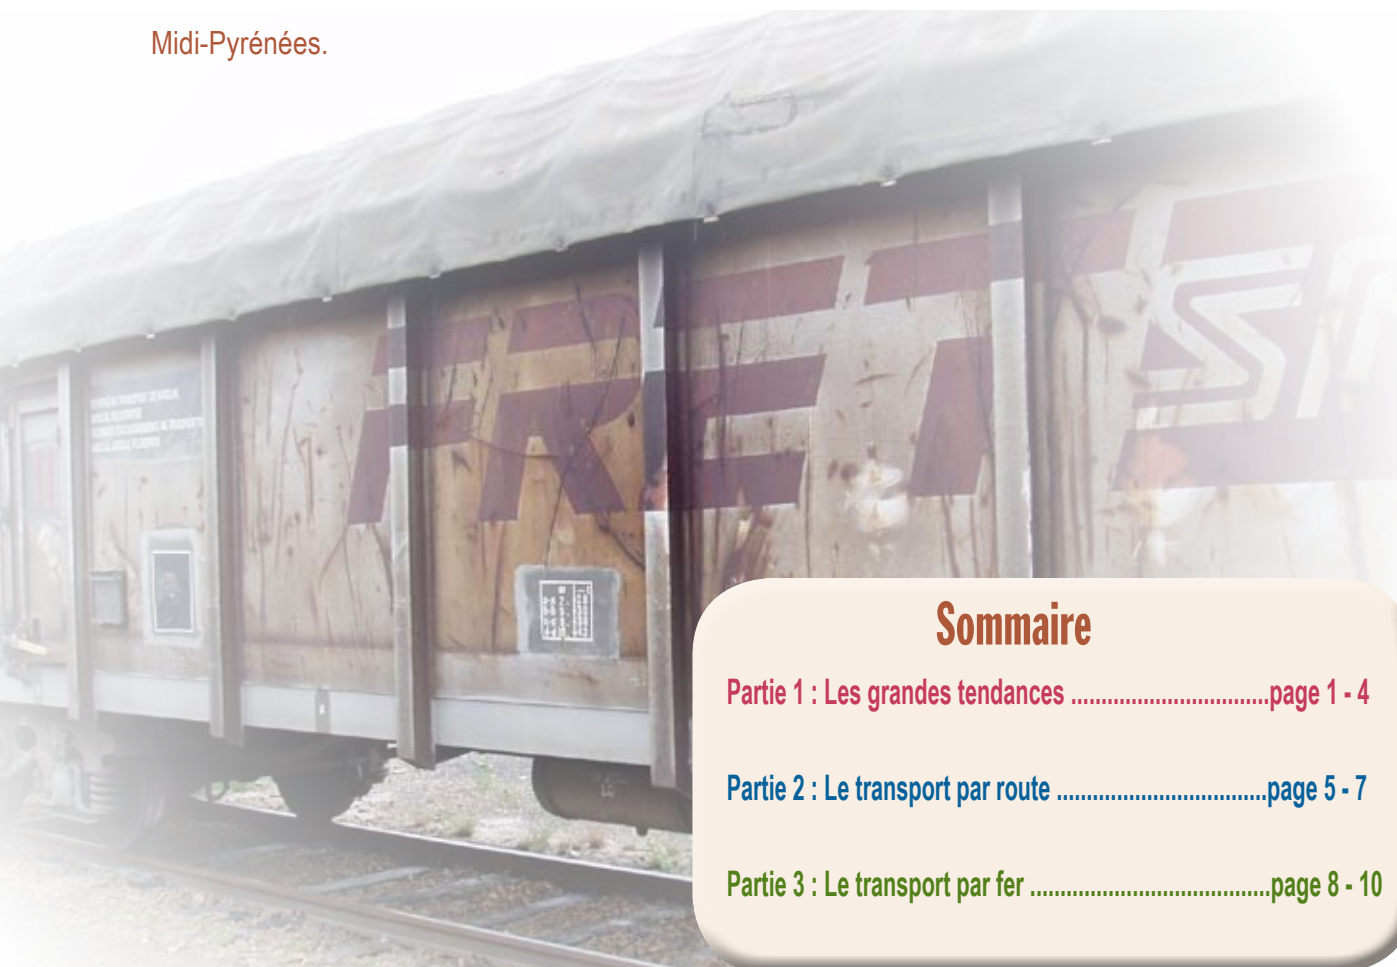 Midi-Pyrénées.
FRET S
Sommaire
Partie 1 : Les grandes tendances .................................page 1 - 4
Partie 2 : Le transport par route ...................................page 5 - 7
Partie 3 : Le transport par fer ........................................page 8 - 10